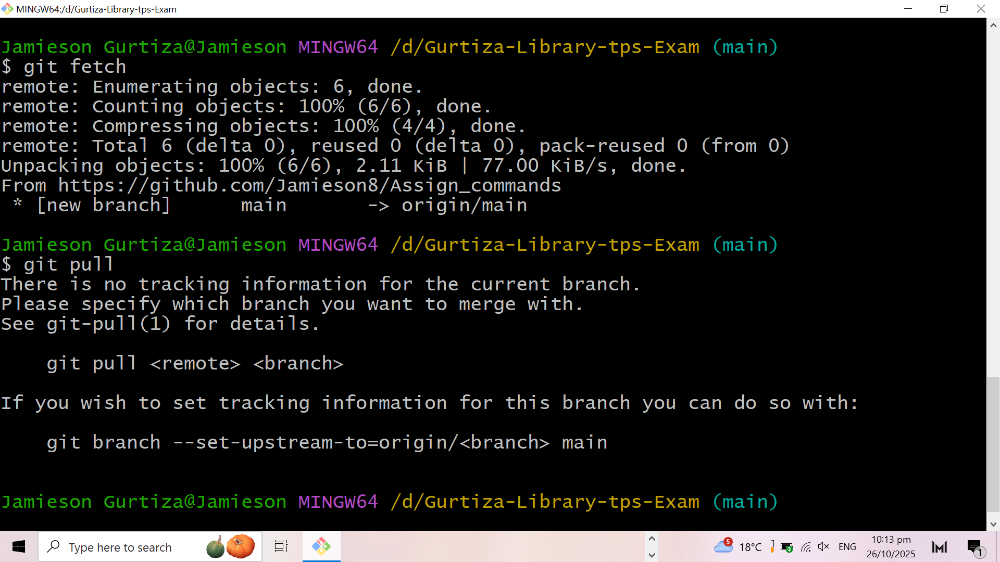 MINGW64:/d/Gurtiza-Library-tps-Exam
Jamieson Gurtiza@Jamieson MINGW64 /d/Gurtiza-Library-tps-Exam (main)
$ git fetch
remote: Enumerating objects: 6, done.
remote: Counting objects: 100% (6/6), done.
remote: Compressing objects: 100% (4/4), done.
remote: Total 6 (delta 0), reused 0 (delta 0), pack-reused 0 (from 0)
Unpacking objects: 100% (6/6), 2.11 KiB | 77.00 KiB/s, done.
From https://github.com/Jamieson8/Assign_commands
 * [new branch]      main       -> origin/main
Jamieson Gurtiza@Jamieson MINGW64 /d/Gurtiza-Library-tps-Exam (main)
$ git pull
There is no tracking information for the current branch.
Please specify which branch you want to merge with.
See git-pull(1) for details.
    git pull <remote> <branch>
If you wish to set tracking information for this branch you can do so with:
    git branch --set-upstream-to=origin/<branch> main
Jamieson Gurtiza@Jamieson MINGW64 /d/Gurtiza-Library-tps-Exam (main)
Type here to search
5
18°C
ENG
10:13 pm
26/10/2025
1